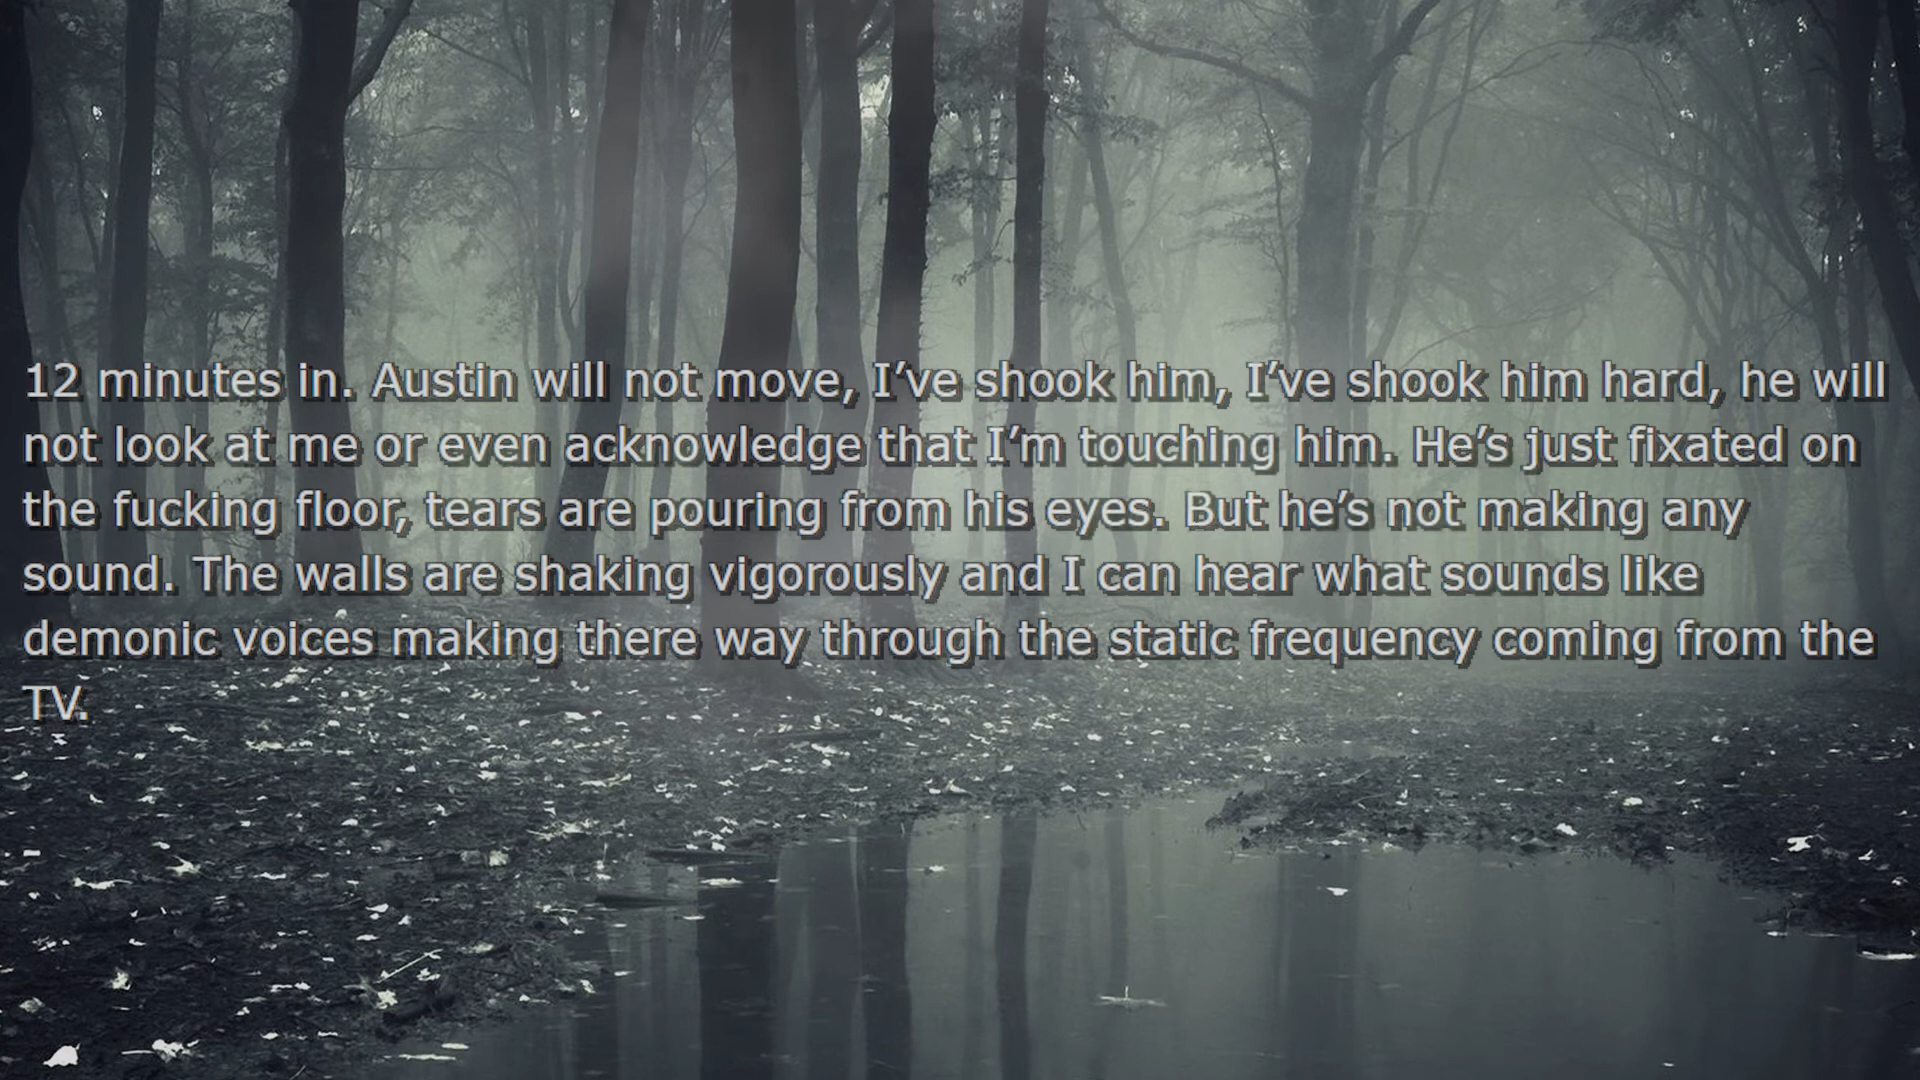 12 minutes in. Austin will not move, I’ve shook him, I’ve shook him hard, he will
not look at me or even acknowledge that I’m touching him. He’s just fixated on
the fucking floor, tears are pouring from his eyes. But he’s not making any
sound. The walls are shaking vigorously and I can hear what sounds like
demonic voices making there way through the static frequency coming from the
TV.